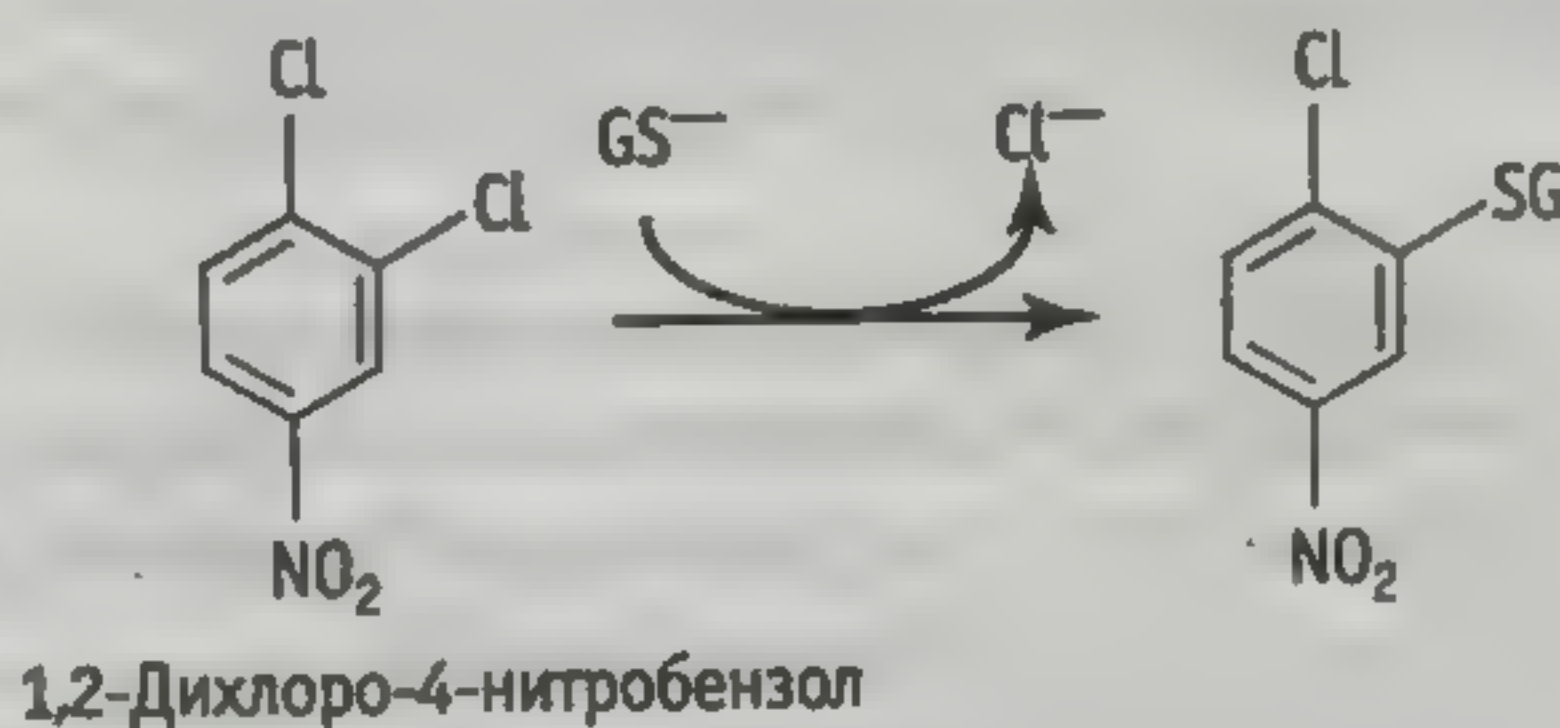 Cl
Cl
GS⁻
Cl⁻
Cl
SG
NO₂
NO₂
1,2-Дихлоро-4-нитробензол